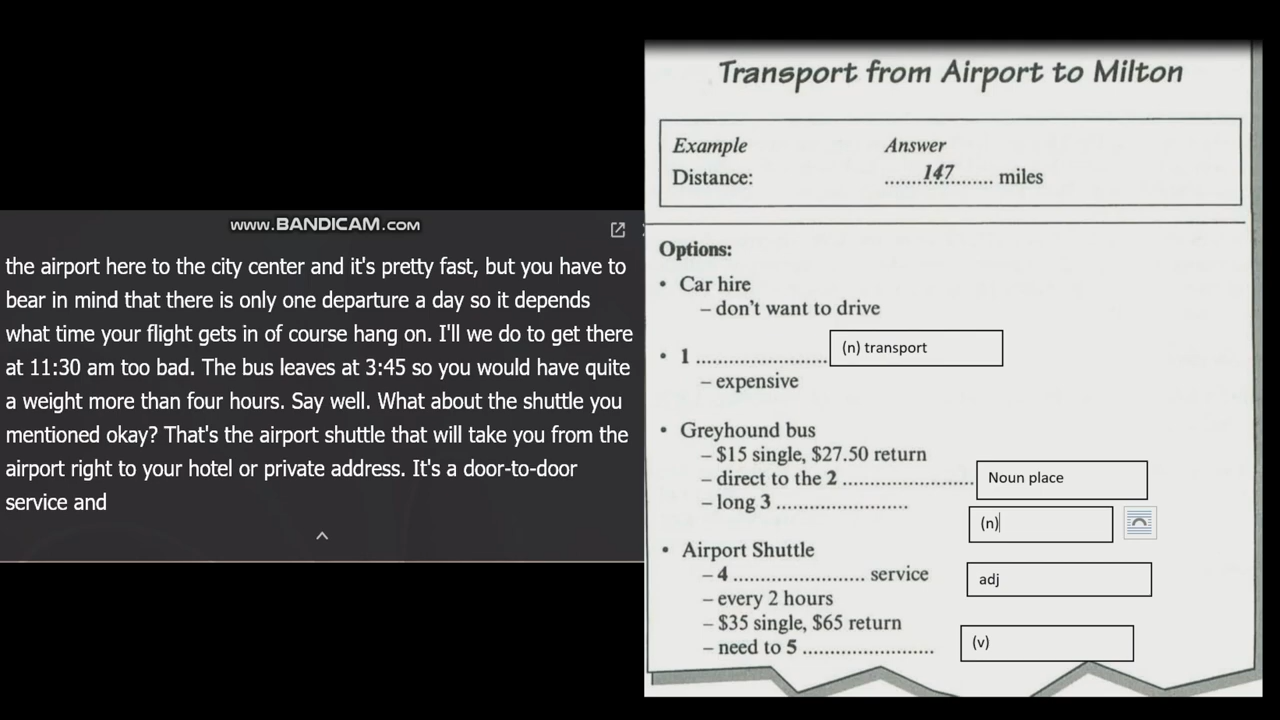 www.BANDICAM.com
the airport here to the city center and it's pretty fast, but you have to
bear in mind that there is only one departure a day so it depends
what time your flight gets in of course hang on. I'll we do to get there
at 11:30 am too bad. The bus leaves at 3:45 so you would have quite
a weight more than four hours. Say well. What about the shuttle you
mentioned okay? That's the airport shuttle that will take you from the
airport right to your hotel or private address. It's a door-to-door
service and
Transport from Airport to Milton
Example Answer
Distance: ........147.......... miles
Options:
• Car hire
– don't want to drive
• 1 ...................... (n) transport
– expensive
• Greyhound bus
– $15 single, $27.50 return
– direct to the 2 ...................... Noun place
– long 3 ......................
(n)
• Airport Shuttle
– 4 ...................... service adj
– every 2 hours
– $35 single, $65 return
– need to 5 ...................... (v)